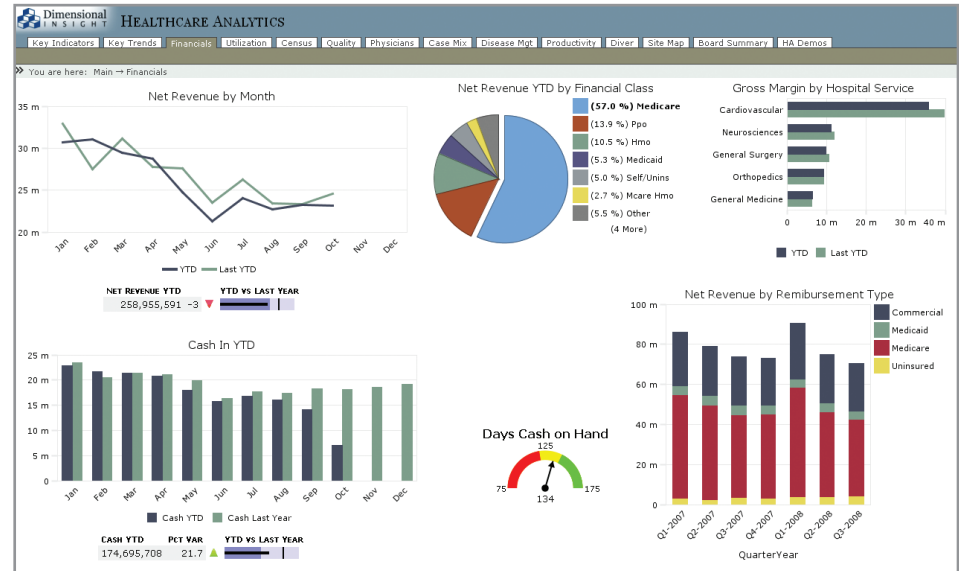 Dimensional
INSIGHT
HEALTHCARE ANALYTICS
Key Indicators Key Trends Financials Utilization Census Quality Physicians Case Mix Disease Mgt Productivity Diver Site Map Board Summary HA Demos
» You are here: Main → Financials
Net Revenue by Month
35 m
30 m
25 m
20 m
Jan Feb Mar Apr May Jun Jul Aug Sep Oct Nov Dec
YTD Last YTD
NET REVENUE YTD YTD VS LAST YEAR
258,955,591 -3
Net Revenue YTD by Financial Class
(57.0 %) Medicare
(13.9 %) Ppo
(10.5 %) Hmo
(5.3 %) Medicaid
(5.0 %) Self/Unins
(2.7 %) Mcare Hmo
(5.5 %) Other
(4 More)
Gross Margin by Hospital Service
Cardiovascular
Neurosciences
General Surgery
Orthopedics
General Medicine
0 10 m 20 m 30 m 40 m
YTD Last YTD
Cash In YTD
25 m
20 m
15 m
10 m
5 m
0
Jan Feb Mar Apr May Jun Jul Aug Sep Oct Nov Dec
Cash YTD Cash Last Year
CASH YTD PCT VAR YTD VS LAST YEAR
174,695,708 21.7
Days Cash on Hand
125
75 175
134
Net Revenue by Remibursement Type
100 m
80 m
60 m
40 m
20 m
0
Commercial
Medicaid
Medicare
Uninsured
Q1-2007 Q2-2007 Q3-2007 Q4-2007 Q1-2008 Q2-2008 Q3-2008
QuarterYear